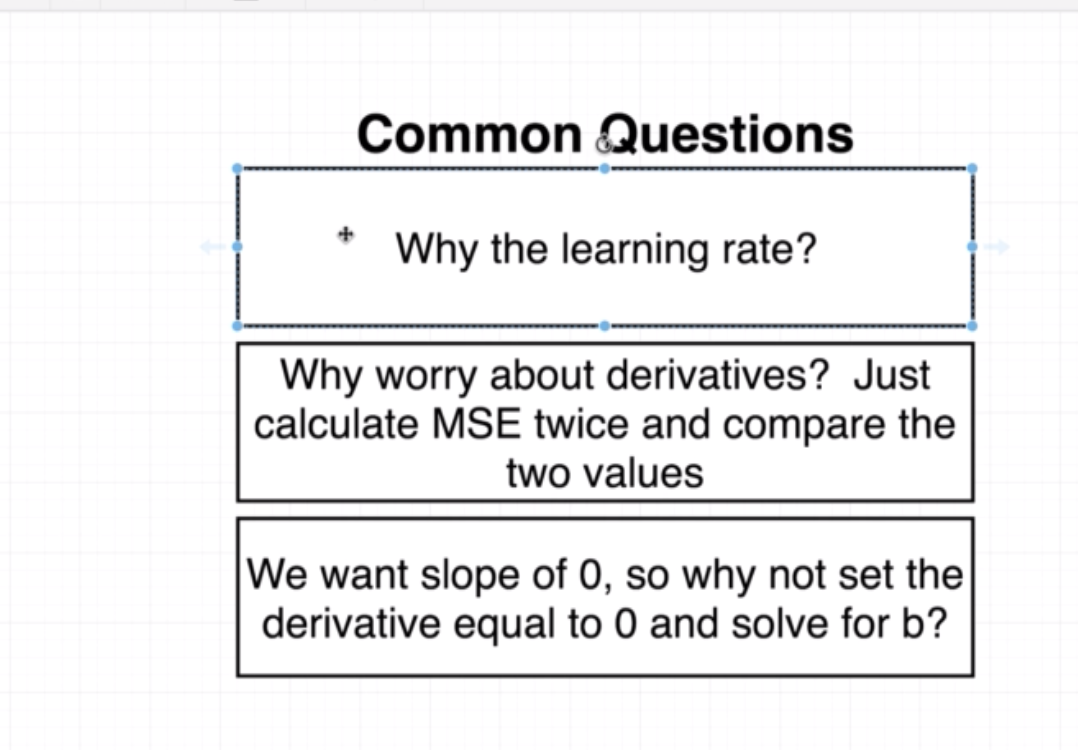 Common Questions
Why the learning rate?
Why worry about derivatives?  Just
calculate MSE twice and compare the
two values
We want slope of 0, so why not set the
derivative equal to 0 and solve for b?